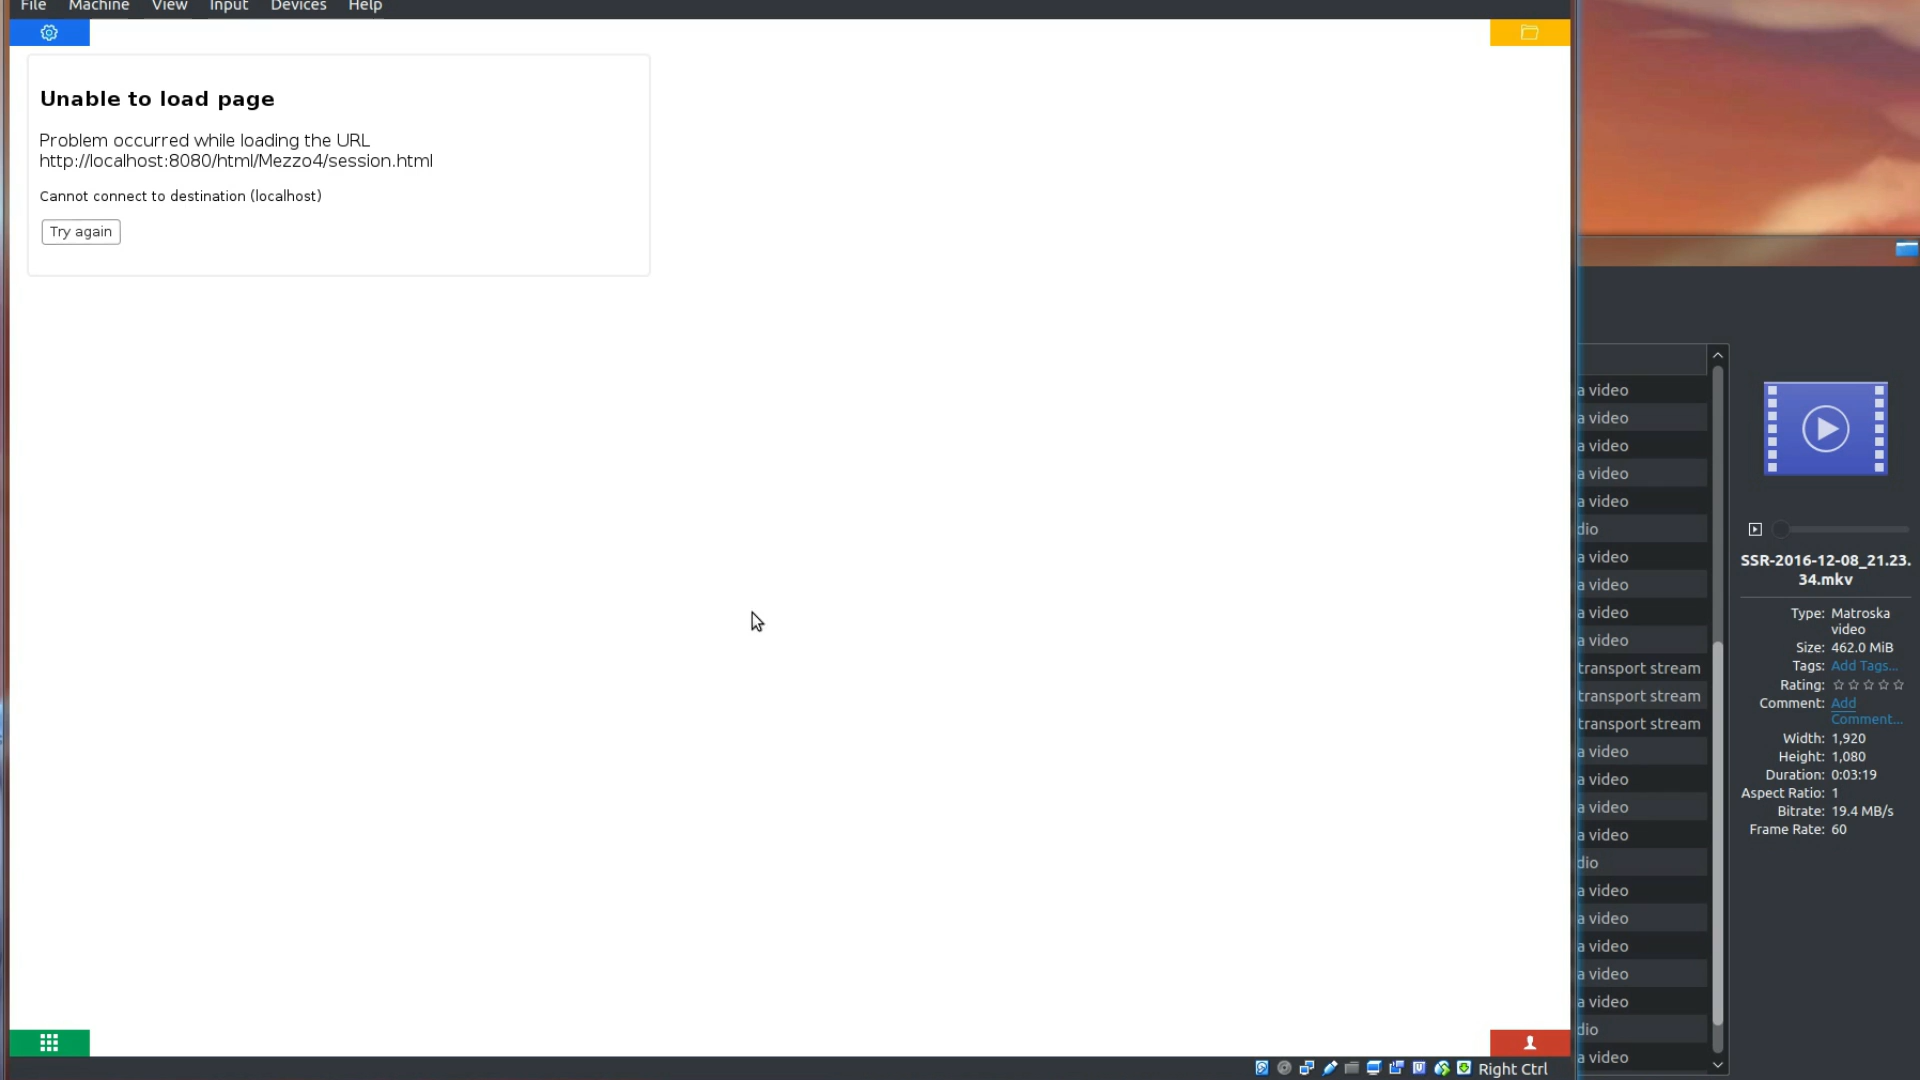 File Machine View Input Devices Help
Unable to load page
Problem occurred while loading the URL
http://localhost:8080/html/Mezzo4/session.html
Cannot connect to destination (localhost)
Try again
a video
a video
a video
a video
a video
dio
a video
a video
a video
a video
transport stream
transport stream
transport stream
a video
a video
a video
a video
dio
a video
a video
a video
a video
a video
dio
a video
SSR-2016-12-08_21.23.
34.mkv
Type: Matroska
video
Size: 462.0 MiB
Tags: Add Tags...
Rating:
Comment: Add
Comment...
Width: 1,920
Height: 1,080
Duration: 0:03:19
Aspect Ratio: 1
Bitrate: 19.4 MB/s
Frame Rate: 60
Right Ctrl